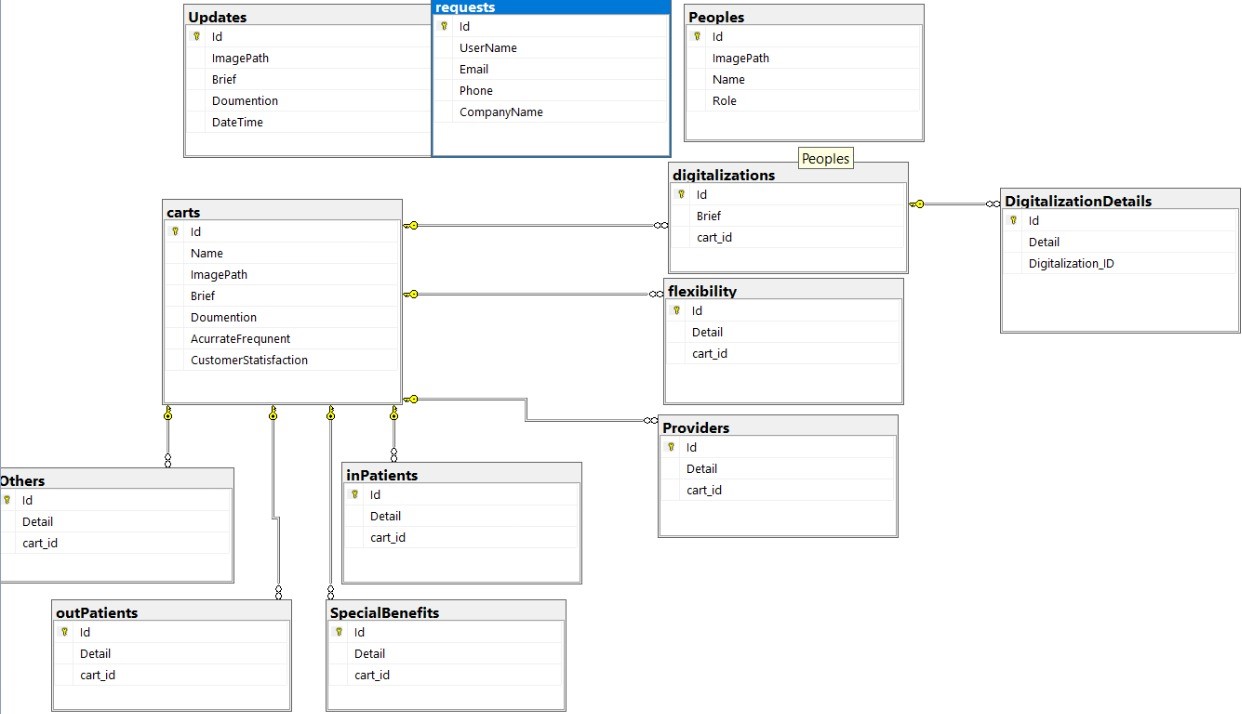 Updates
Id
ImagePath
Brief
Doumention
DateTime
requests
Id
UserName
Email
Phone
CompanyName
Peoples
Id
ImagePath
Name
Role
Peoples
digitalizations
Id
Brief
cart_id
DigitalizationDetails
Id
Detail
Digitalization_ID
carts
Id
Name
ImagePath
Brief
Doumention
AcurrateFrequnent
CustomerStatisfaction
flexibility
Id
Detail
cart_id
Providers
Id
Detail
cart_id
Others
Id
Detail
cart_id
inPatients
Id
Detail
cart_id
outPatients
Id
Detail
cart_id
SpecialBenefits
Id
Detail
cart_id